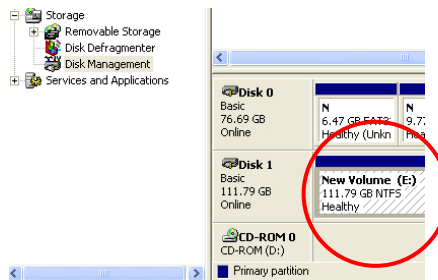 Storage
Removable Storage
Disk Defragmenter
Disk Management
Services and Applications
Disk 0
Basic
76.69 GB
Online
N
6.47 GB FAT32
Healthy (Unkn
N
9.77
Disk 1
Basic
111.79 GB
Online
New Volume (E:)
111.79 GB NTFS
Healthy
CD-ROM 0
CD-ROM (D:)
Primary partition